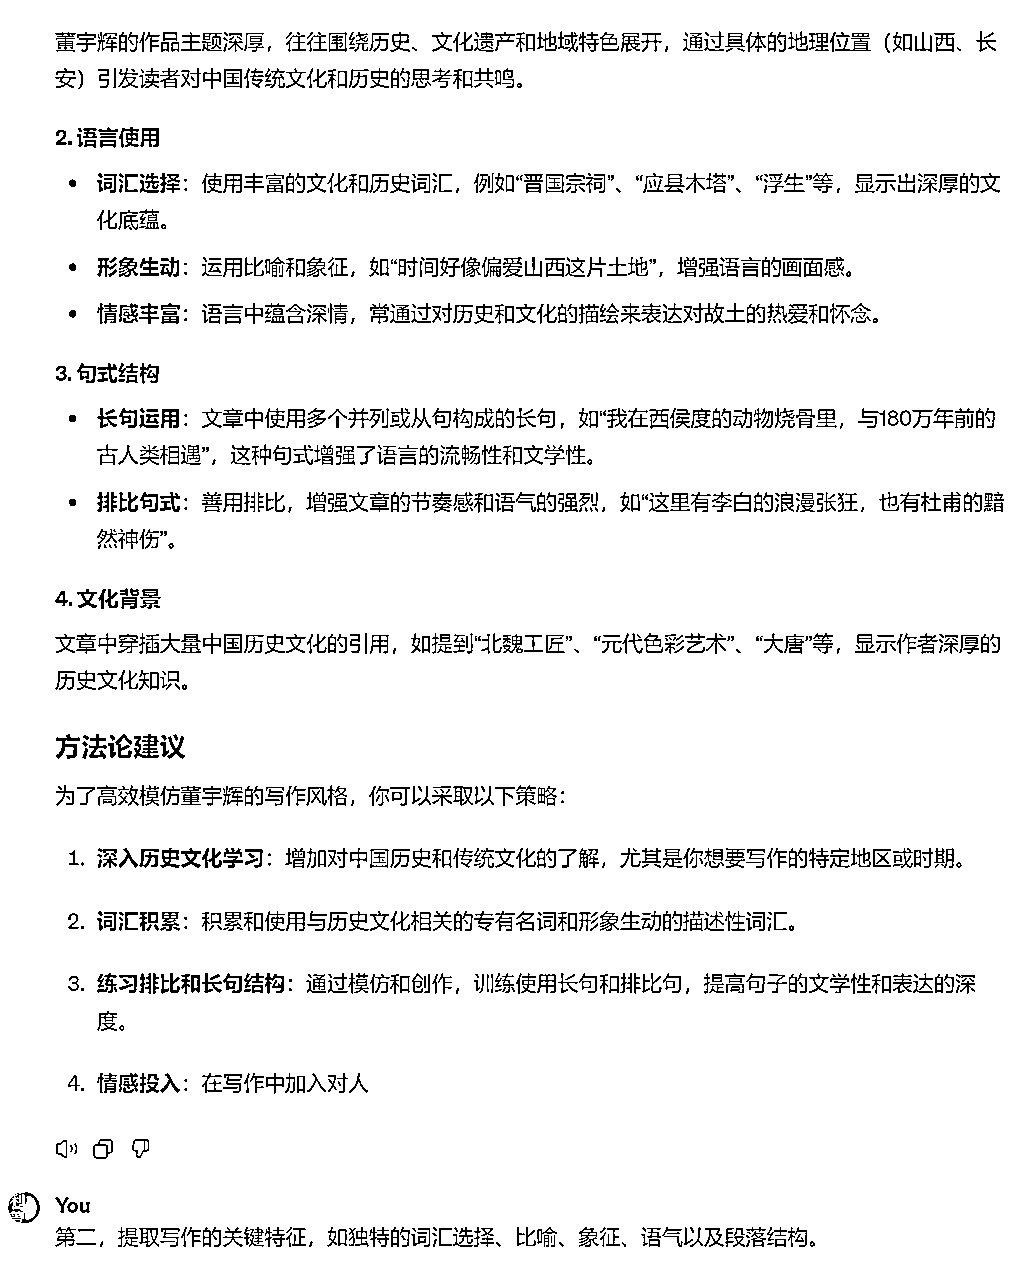 董宇辉的作品主题深厚，往往围绕历史、文化遗产和地域特色展开，通过具体的地理位置（如山西、长
安）引发读者对中国传统文化和历史的思考和共鸣。
2. 语言使用
• 词汇选择：使用丰富的文化和历史词汇，例如“晋国宗祠”、“应县木塔”、“浮生”等，显示出深厚的文
化底蕴。
• 形象生动：运用比喻和象征，如“时间好像偏爱山西这片土地”，增强语言的画面感。
• 情感丰富：语言中蕴含深情，常通过对历史和文化的描绘来表达对故土的热爱和怀念。
3. 句式结构
• 长句运用：文章中使用多个并列或从句构成的长句，如“我在西侯度的动物烧骨里，与180万年前的
古人类相遇”，这种句式增强了语言的流畅性和文学性。
• 排比句式：善用排比，增强文章的节奏感和语气的强烈，如“这里有李白的浪漫张狂，也有杜甫的黯
然神伤”。
4. 文化背景
文章中穿插大量中国历史文化的引用，如提到“北魏工匠”、“元代色彩艺术”、“大唐”等，显示作者深厚的
历史文化知识。
方法论建议
为了高效模仿董宇辉的写作风格，你可以采取以下策略：
1. 深入历史文化学习：增加对中国历史和传统文化的了解，尤其是你想要写作的特定地区或时期。
2. 词汇积累：积累和使用与历史文化相关的专有名词和形象生动的描述性词汇。
3. 练习排比和长句结构：通过模仿和创作，训练使用长句和排比句，提高句子的文学性和表达的深
度。
4. 情感投入：在写作中加入对人
You
第二，提取写作的关键特征，如独特的词汇选择、比喻、象征、语气以及段落结构。